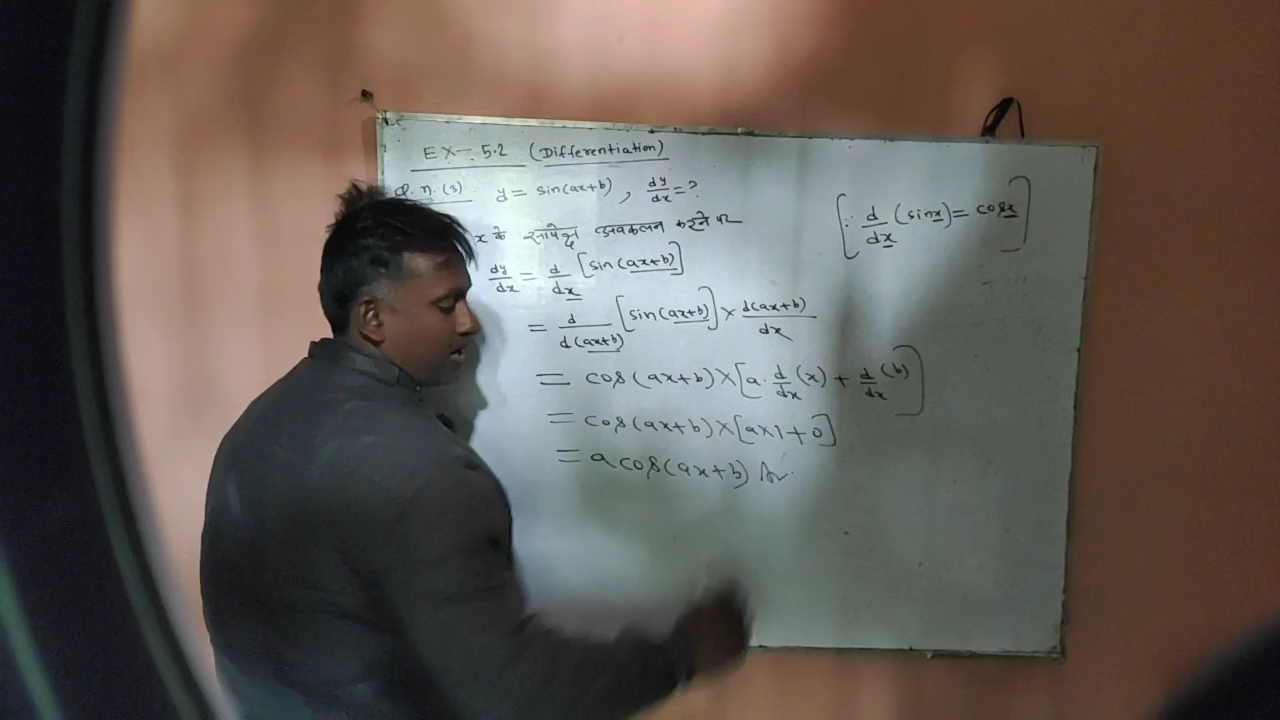 EX-5.2 (Differentiation)
Q.n.(3). y = sin(ax+b), dy/dx = ?
x के सापेक्ष अवकलन करने पर
[∵ d/dx (sinx) = cosx]
dy/dx = d/dx [sin(ax+b)]
= d/d(ax+b) [sin(ax+b)] × d(ax+b)/dx
= cos(ax+b) × [a. d/dx (x) + d/dx (b)]
= cos(ax+b) × [a×1+0]
= a cos(ax+b) Ar.